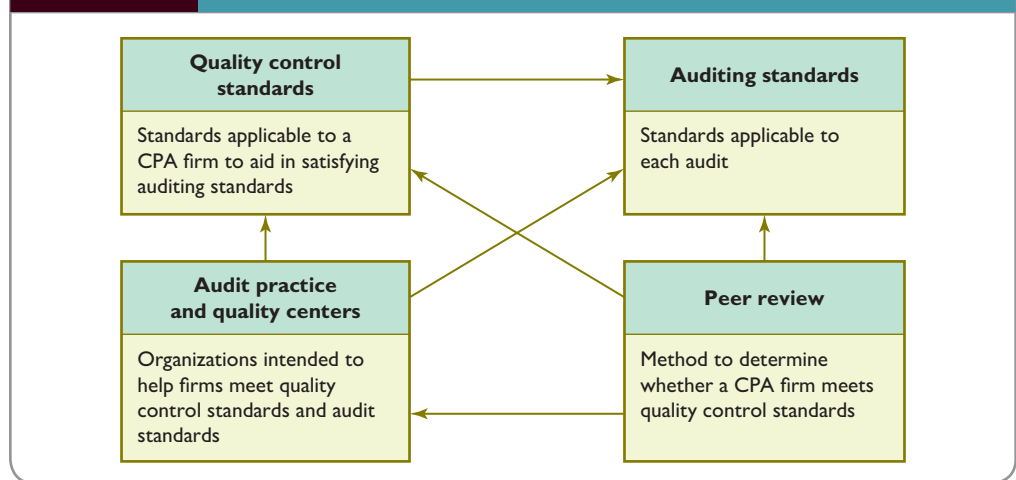 Quality control
standards
Standards applicable to a
CPA firm to aid in satisfying
auditing standards
Auditing standards
Standards applicable to
each audit
Audit practice
and quality centers
Organizations intended to
help firms meet quality
control standards and audit
standards
Peer review
Method to determine
whether a CPA firm meets
quality control standards